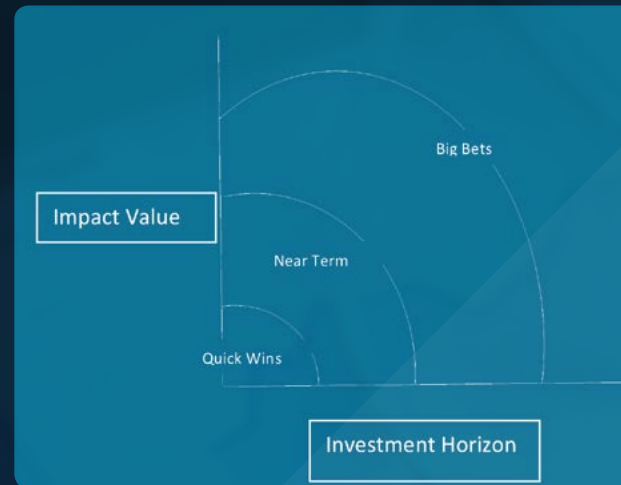 Big Bets
Impact Value
Near Term
Quick Wins
Investment Horizon